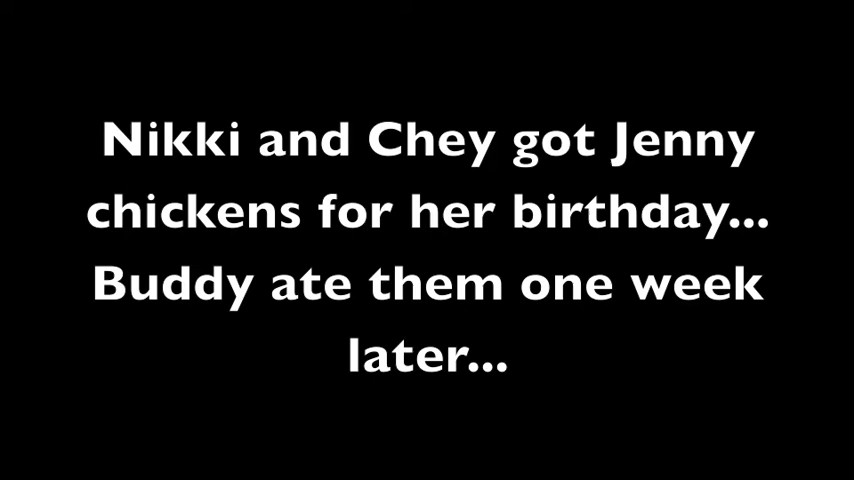 Nikki and Chey got Jenny
chickens for her birthday...
Buddy ate them one week
later...